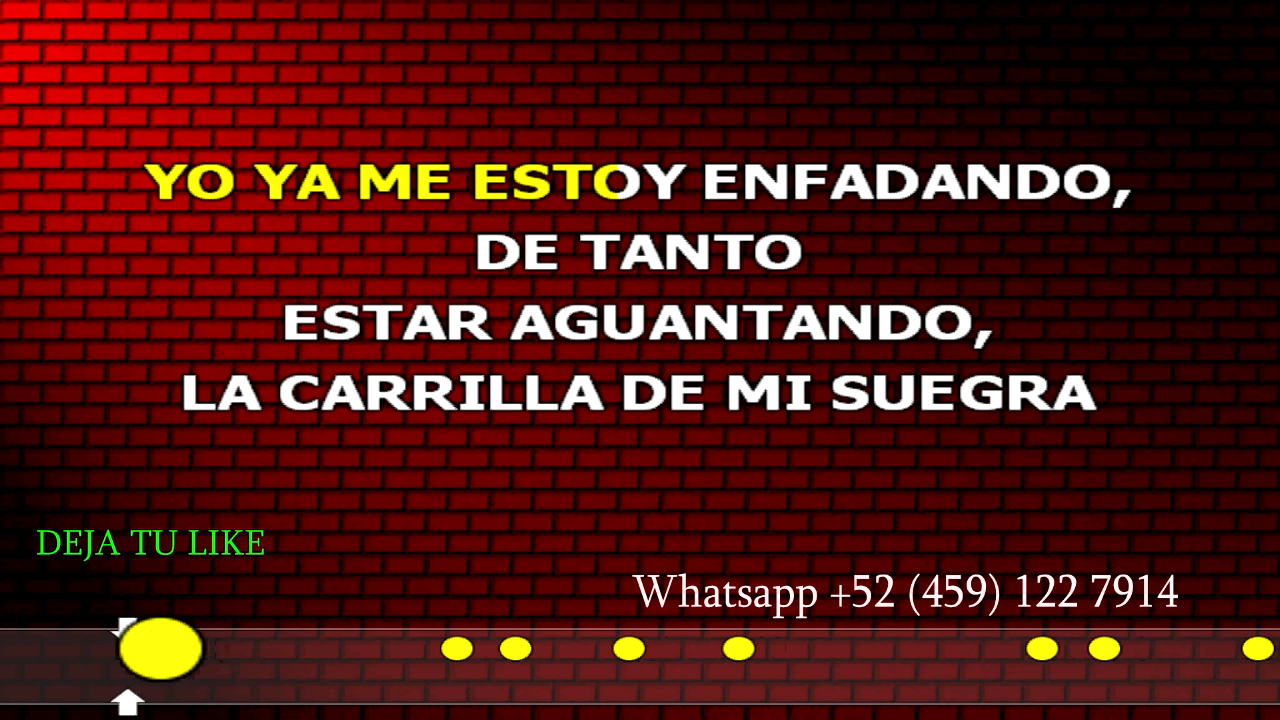 YO YA ME ESTOY ENFADANDO,
DE TANTO
ESTAR AGUANTANDO,
LA CARRILLA DE MI SUEGRA
DEJA TU LIKE
Whatsapp +52 (459) 122 7914